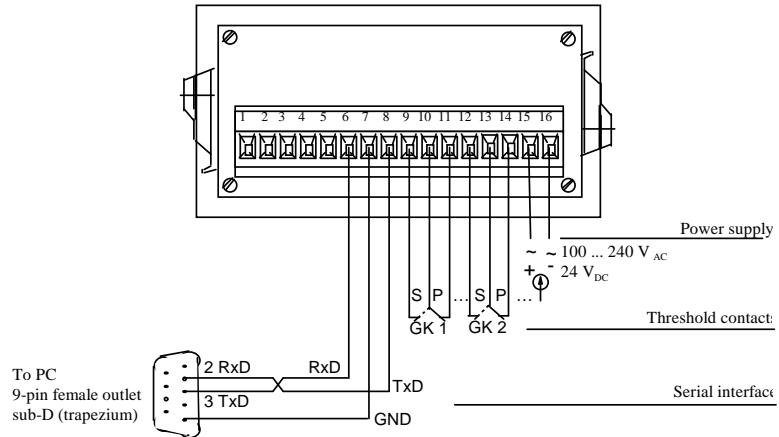 1 2 3 4 5 6 7 8 9 10 11 12 13 14 15 16
Power supply
~ ~ 100 ... 240 V AC
+ - 24 VDC
S P ... S P ...
GK 1 GK 2
Threshold contacts
To PC
9-pin female outlet
sub-D (trapezium)
2 RxD RxD
TxD
3 TxD
GND
Serial interface